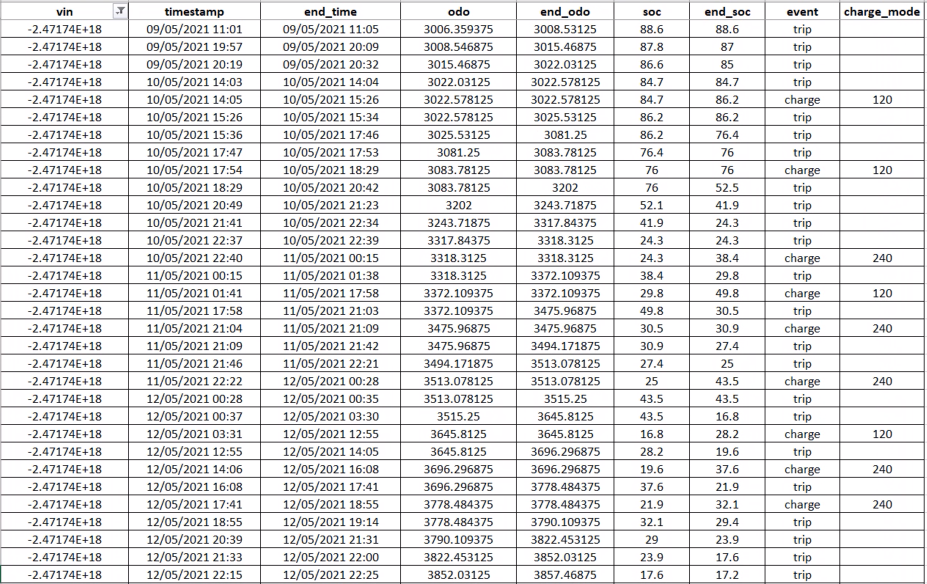 vin timestamp end_time odo end_odo soc end_soc event charge_mode
-2.47174E+18 09/05/2021 11:01 09/05/2021 11:05 3006.359375 3008.53125 88.6 88.6 trip
-2.47174E+18 09/05/2021 19:57 09/05/2021 20:09 3008.546875 3015.46875 87.8 87 trip
-2.47174E+18 09/05/2021 20:19 09/05/2021 20:32 3015.46875 3022.03125 86.6 85 trip
-2.47174E+18 10/05/2021 14:03 10/05/2021 14:04 3022.03125 3022.578125 84.7 84.7 trip
-2.47174E+18 10/05/2021 14:05 10/05/2021 15:26 3022.578125 3022.578125 84.7 86.2 charge 120
-2.47174E+18 10/05/2021 15:26 10/05/2021 15:34 3022.578125 3025.53125 86.2 86.2 trip
-2.47174E+18 10/05/2021 15:36 10/05/2021 17:46 3025.53125 3081.25 86.2 76.4 trip
-2.47174E+18 10/05/2021 17:47 10/05/2021 17:53 3081.25 3083.78125 76.4 76 trip
-2.47174E+18 10/05/2021 17:54 10/05/2021 18:29 3083.78125 3083.78125 76 76 charge 120
-2.47174E+18 10/05/2021 18:29 10/05/2021 20:42 3083.78125 3202 76 52.5 trip
-2.47174E+18 10/05/2021 20:49 10/05/2021 21:23 3202 3243.71875 52.1 41.9 trip
-2.47174E+18 10/05/2021 21:41 10/05/2021 22:34 3243.71875 3317.84375 41.9 24.3 trip
-2.47174E+18 10/05/2021 22:37 10/05/2021 22:39 3317.84375 3318.3125 24.3 24.3 trip
-2.47174E+18 10/05/2021 22:40 11/05/2021 00:15 3318.3125 3318.3125 24.3 38.4 charge 240
-2.47174E+18 11/05/2021 00:15 11/05/2021 01:38 3318.3125 3372.109375 38.4 29.8 trip
-2.47174E+18 11/05/2021 01:41 11/05/2021 17:58 3372.109375 3372.109375 29.8 49.8 charge 120
-2.47174E+18 11/05/2021 17:58 11/05/2021 21:03 3372.109375 3475.96875 49.8 30.5 trip
-2.47174E+18 11/05/2021 21:04 11/05/2021 21:09 3475.96875 3475.96875 30.5 30.9 charge 240
-2.47174E+18 11/05/2021 21:09 11/05/2021 21:42 3475.96875 3494.171875 30.9 27.4 trip
-2.47174E+18 11/05/2021 21:46 11/05/2021 22:21 3494.171875 3513.078125 27.4 25 trip
-2.47174E+18 11/05/2021 22:22 12/05/2021 00:28 3513.078125 3513.078125 25 43.5 charge 240
-2.47174E+18 12/05/2021 00:28 12/05/2021 00:35 3513.078125 3515.25 43.5 43.5 trip
-2.47174E+18 12/05/2021 00:37 12/05/2021 03:30 3515.25 3645.8125 43.5 16.8 trip
-2.47174E+18 12/05/2021 03:31 12/05/2021 12:55 3645.8125 3645.8125 16.8 28.2 charge 120
-2.47174E+18 12/05/2021 12:55 12/05/2021 14:05 3645.8125 3696.296875 28.2 19.6 trip
-2.47174E+18 12/05/2021 14:06 12/05/2021 16:08 3696.296875 3696.296875 19.6 37.6 charge 240
-2.47174E+18 12/05/2021 16:08 12/05/2021 17:41 3696.296875 3778.484375 37.6 21.9 trip
-2.47174E+18 12/05/2021 17:41 12/05/2021 18:55 3778.484375 3778.484375 21.9 32.1 charge 240
-2.47174E+18 12/05/2021 18:55 12/05/2021 19:14 3778.484375 3790.109375 32.1 29.4 trip
-2.47174E+18 12/05/2021 20:39 12/05/2021 21:31 3790.109375 3822.453125 29 23.9 trip
-2.47174E+18 12/05/2021 21:33 12/05/2021 22:00 3822.453125 3852.03125 23.9 17.6 trip
-2.47174E+18 12/05/2021 22:15 12/05/2021 22:25 3852.03125 3857.46875 17.6 17.2 trip